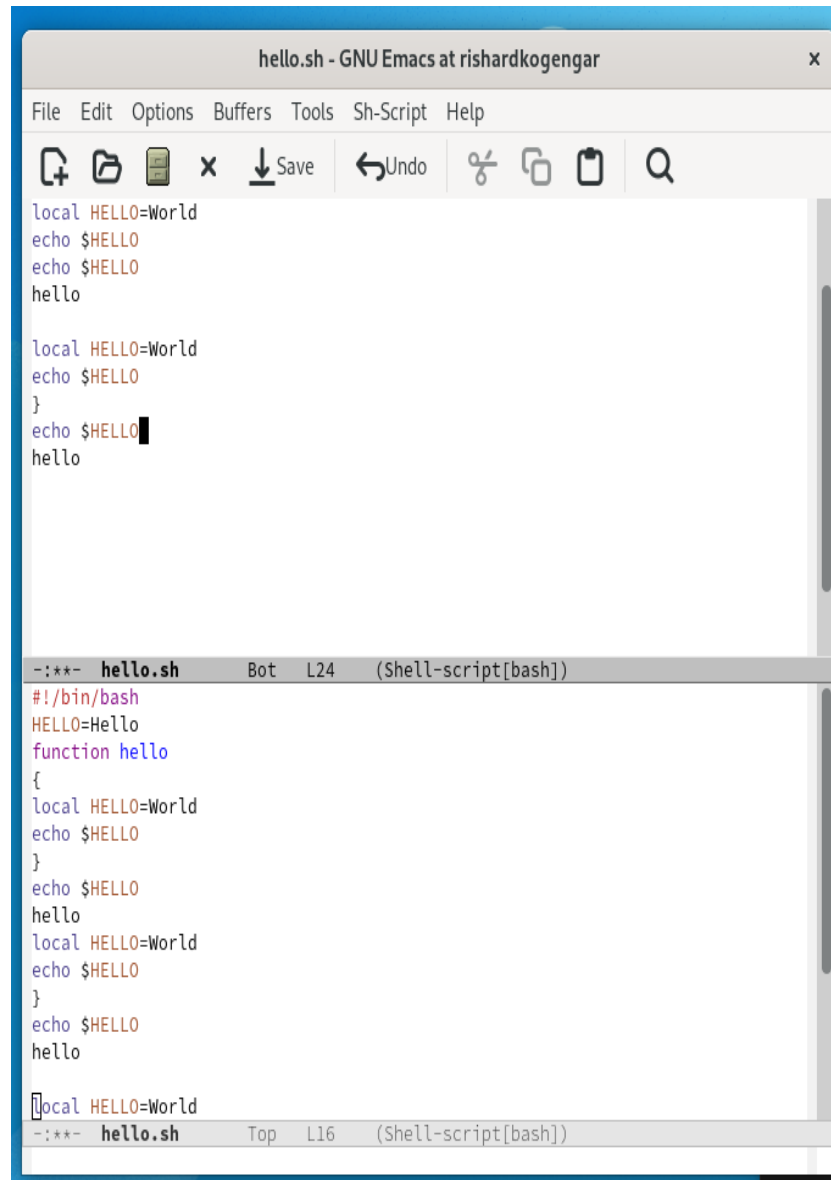 hello.sh - GNU Emacs at rishardkogengar x
File Edit Options Buffers Tools Sh-Script Help
Save Undo
local HELLO=World
echo $HELLO
echo $HELLO
hello
local HELLO=World
echo $HELLO
}
echo $HELLO
hello
-:**- hello.sh Bot L24 (Shell-script[bash])
#!/bin/bash
HELLO=Hello
function hello
{
local HELLO=World
echo $HELLO
}
echo $HELLO
hello
local HELLO=World
echo $HELLO
}
echo $HELLO
hello
local HELLO=World
-:**- hello.sh Top L16 (Shell-script[bash])